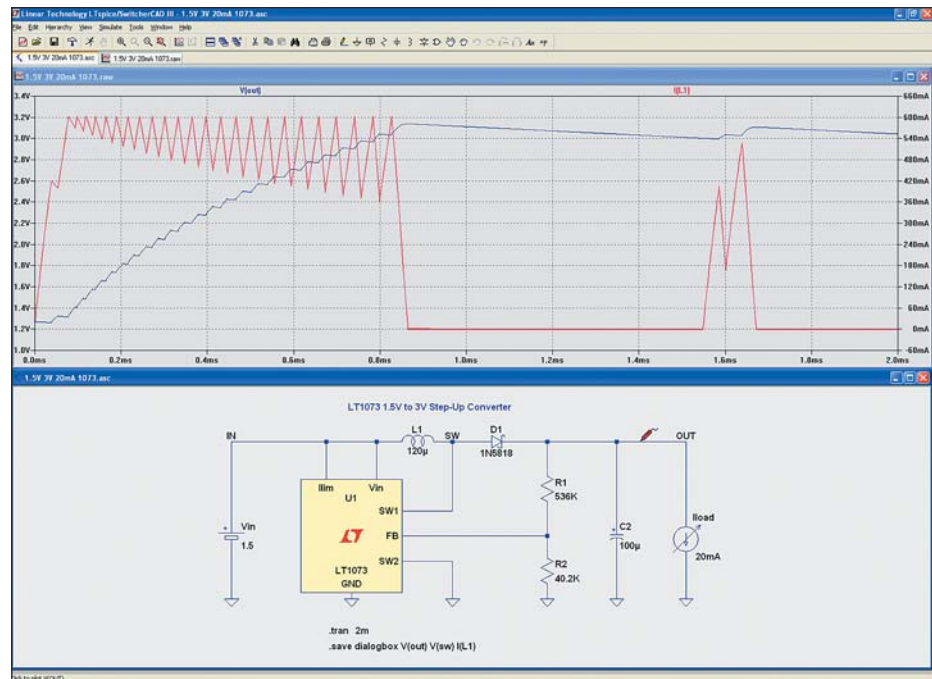 Linear Technology LTspice/SwitcherCAD III - 1.5V 3V 20mA 1073.asc
File Edit Hierarchy View Simulate Tools Window Help
1.5V 3V 20mA 1073.asc 1.5V 3V 20mA 1073.raw
1.5V 3V 20mA 1073.raw
V(out) I(L1)
3.4V 660mA
3.2V 600mA
3.0V 540mA
2.8V 480mA
2.6V 420mA
2.4V 360mA
2.2V 300mA
2.0V 240mA
1.8V 180mA
1.6V 120mA
1.4V 60mA
1.2V 0mA
1.0V -60mA
0.0ms 0.2ms 0.4ms 0.6ms 0.8ms 1.0ms 1.2ms 1.4ms 1.6ms 1.8ms 2.0ms
1.5V 3V 20mA 1073.asc
LT1073 1.5V to 3V Step-Up Converter
IN L1 SW D1 OUT
120µ 1N5818
Ilim Vin
U1
R1
536K
SW1
Vin
1.5
FB
C2
100µ
Iload
20mA
SW2
R2
40.2K
LT1073
GND
.tran 2m
.save dialogbox V(out) V(sw) I(L1)